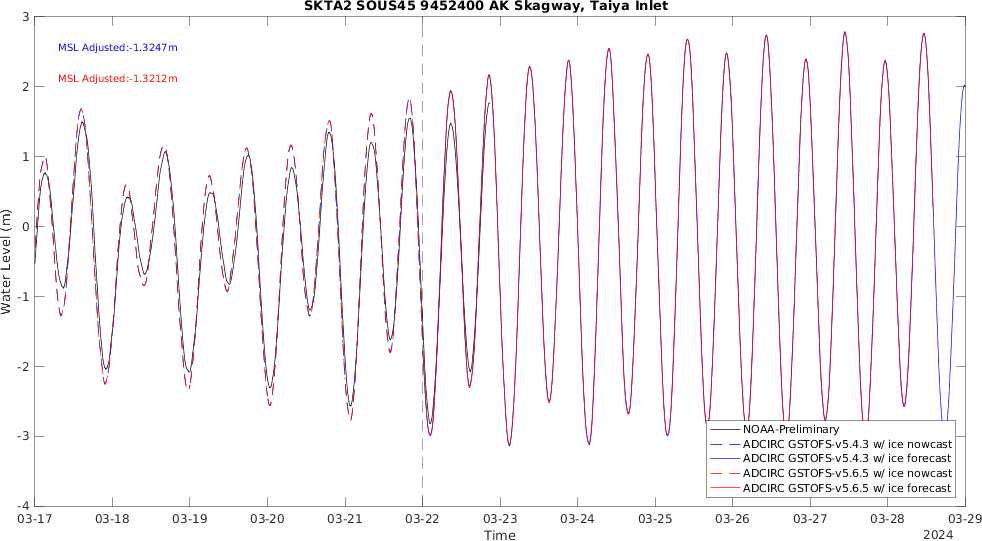 SKTA2 SOUS45 9452400 AK Skagway, Taiya Inlet
MSL Adjusted:-1.3247m
MSL Adjusted:-1.3212m
3
2
1
0
-1
-2
-3
-4
Water Level (m)
NOAA-Preliminary
ADCIRC GSTOFS-v5.4.3 w/ ice nowcast
ADCIRC GSTOFS-v5.4.3 w/ ice forecast
ADCIRC GSTOFS-v5.6.5 w/ ice nowcast
ADCIRC GSTOFS-v5.6.5 w/ ice forecast
03-17 03-18 03-19 03-20 03-21 03-22 03-23 03-24 03-25 03-26 03-27 03-28 03-29
Time
2024